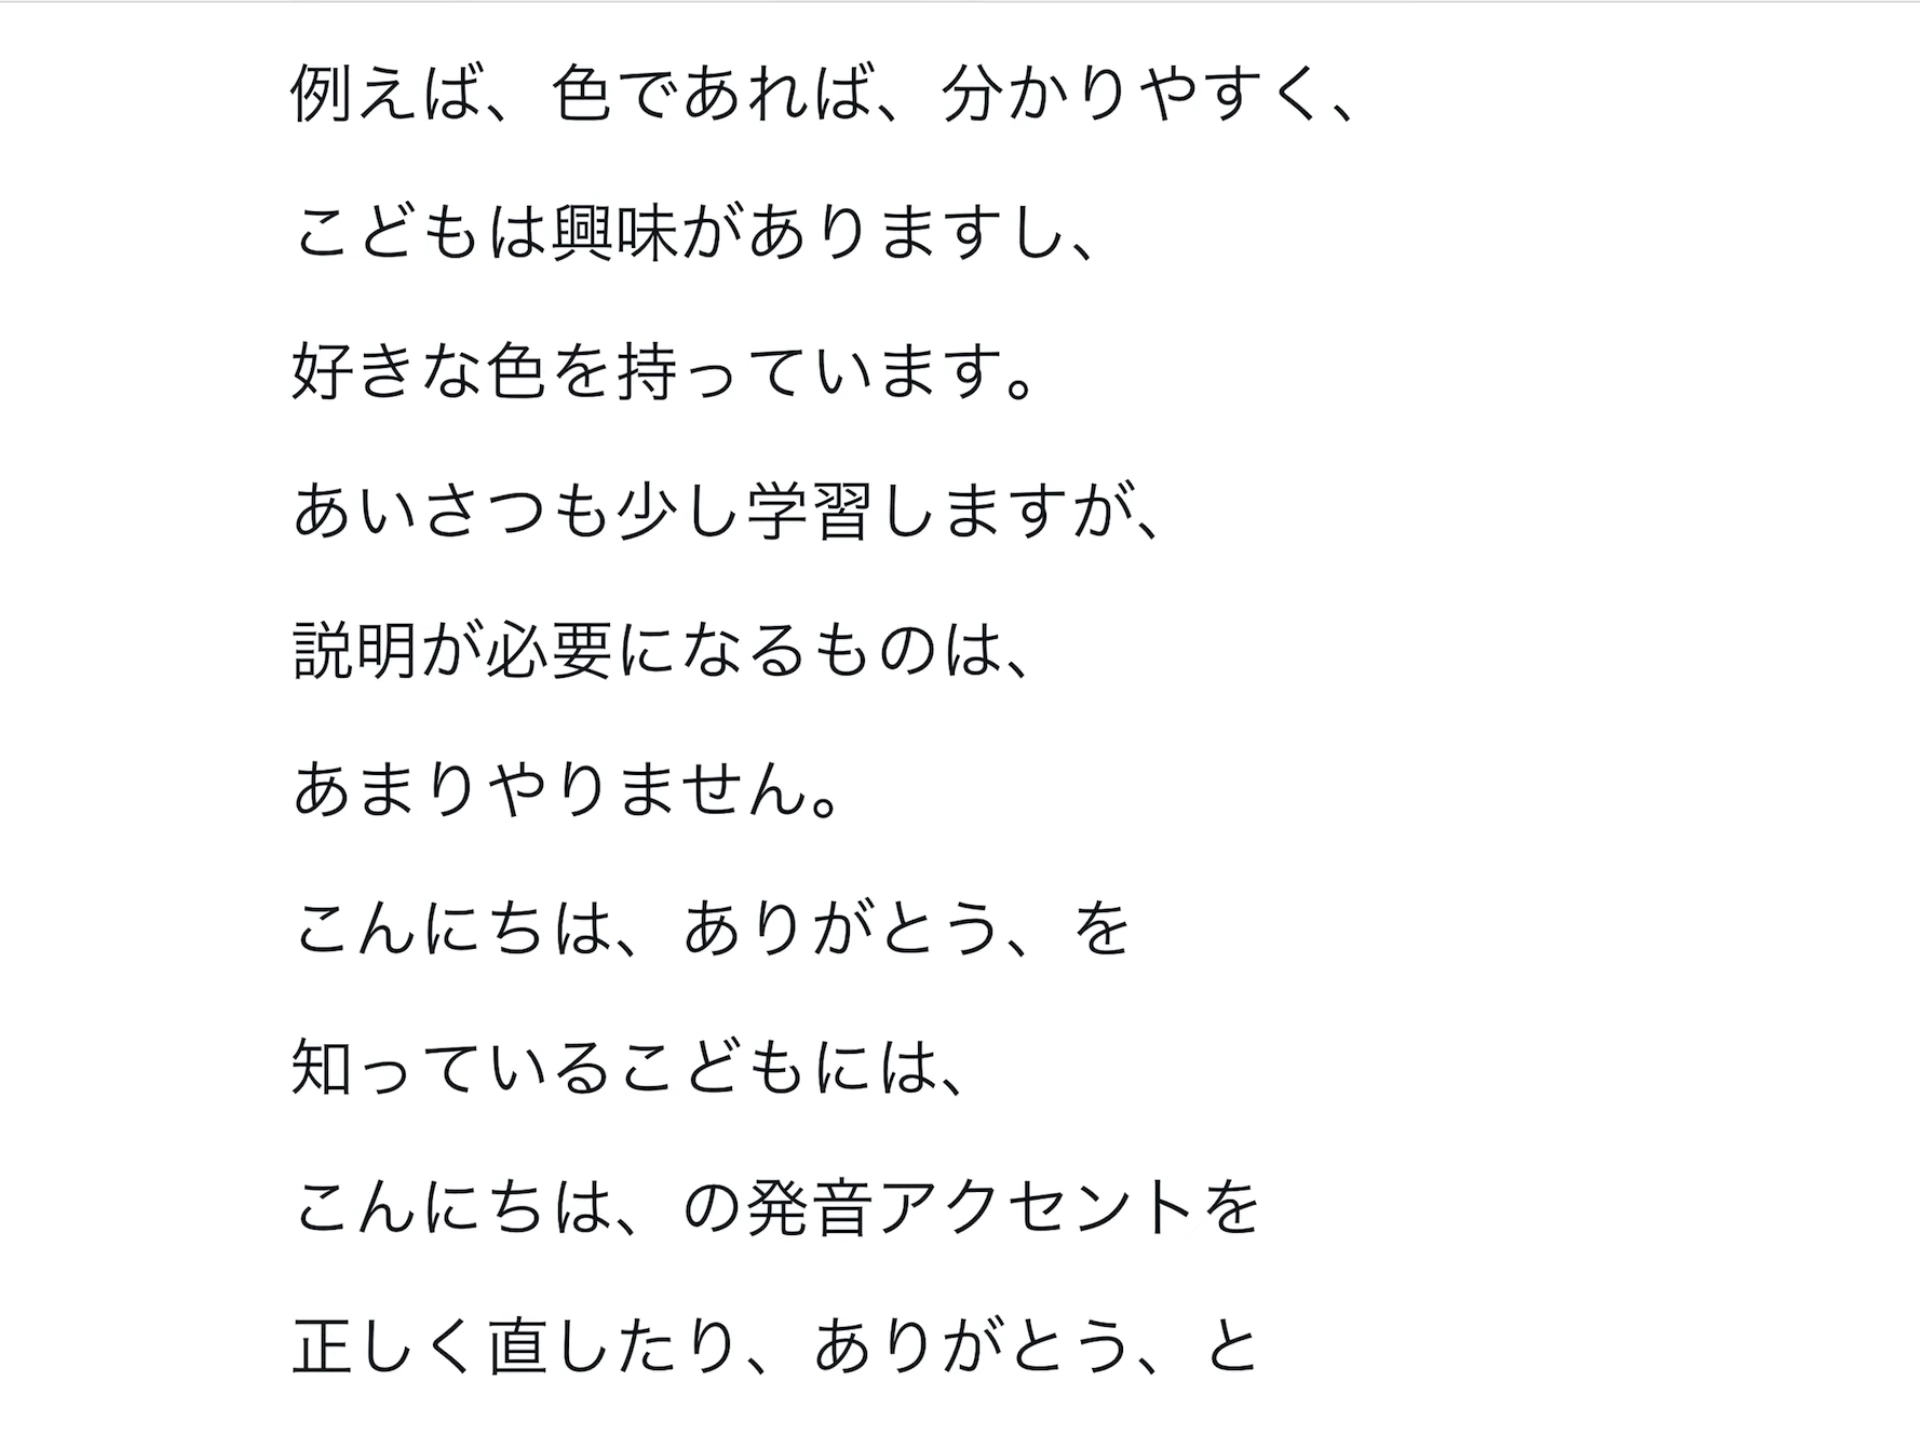 例えば、色であれば、分かりやすく、
こどもは興味がありますし、
好きな色を持っています。
あいさつも少し学習しますが、
説明が必要になるものは、
あまりやりません。
こんにちは、ありがとう、を
知っているこどもには、
こんにちは、の発音アクセントを
正しく直したり、ありがとう、と